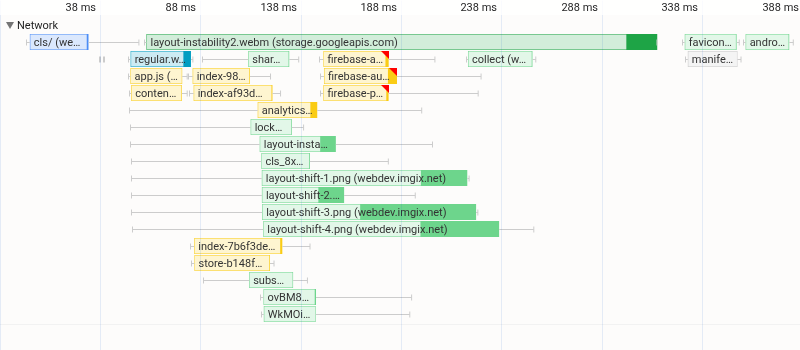 38 ms 88 ms 138 ms 188 ms 238 ms 288 ms 338 ms 388 ms
Network
cls/ (we... layout-instability2.webm (storage.googleapis.com) favicon... andro...
regular.w... shar... firebase-a... collect (w... manife...
app.js (... index-98... firebase-au...
conten... index-af93d... firebase-p...
analytics...
lock...
layout-insta...
cls_8x...
layout-shift-1.png (webdev.imgix.net)
layout-shift-2....
layout-shift-3.png (webdev.imgix.net)
layout-shift-4.png (webdev.imgix.net)
index-7b6f3de...
store-b148f...
subs...
ovBM8...
WkMOi...